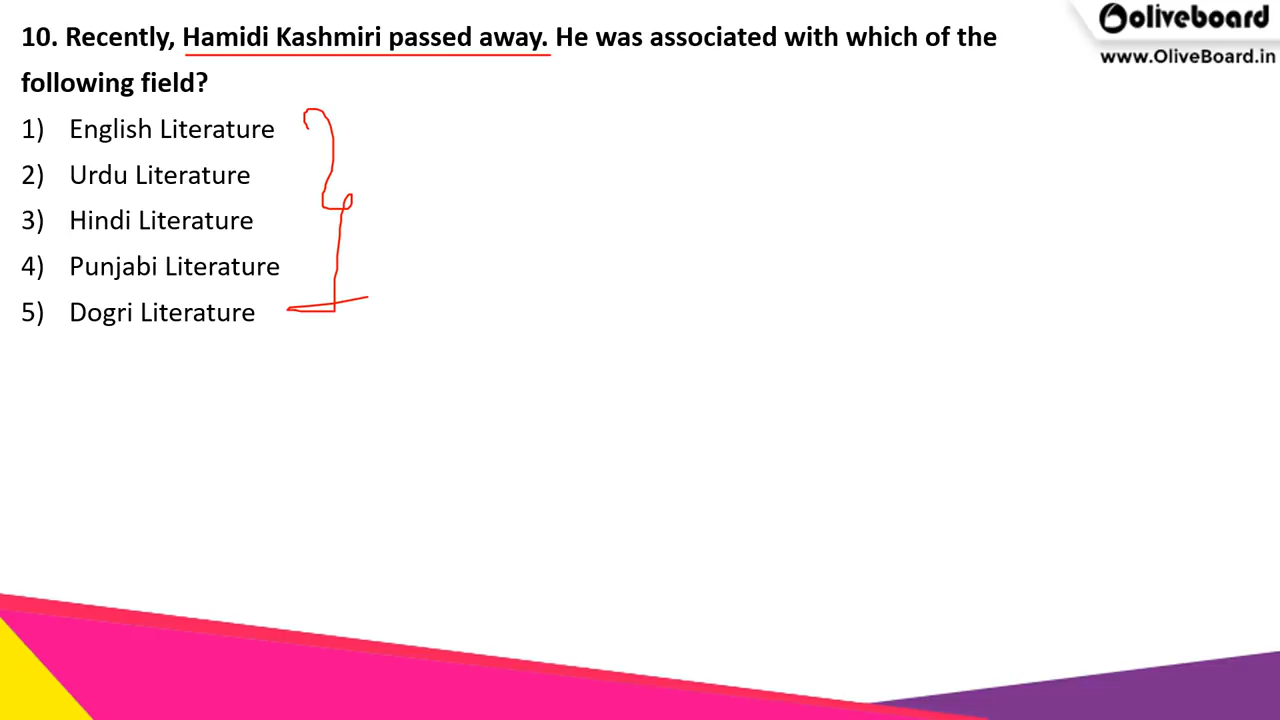 10. Recently, Hamidi Kashmiri passed away. He was associated with which of the
following field?
1) English Literature
2) Urdu Literature
3) Hindi Literature
4) Punjabi Literature
5) Dogri Literature
oliveboard
www.OliveBoard.in